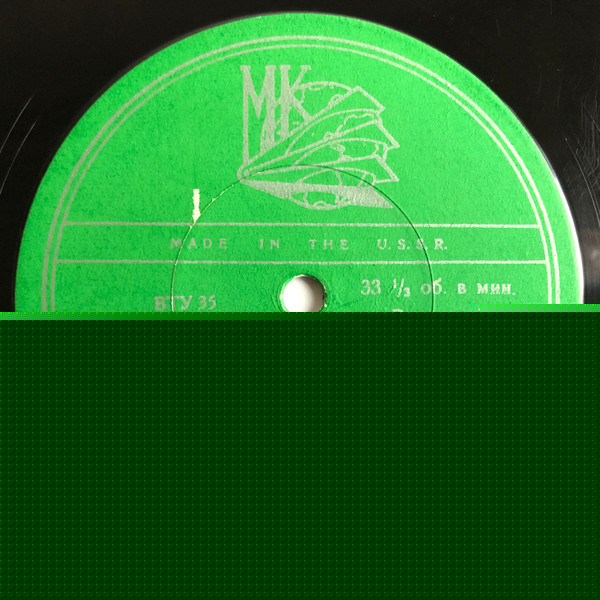 МК
MADE IN THE U.S.S.R.
33 ⅓ об. в мин.
ВТУ 35